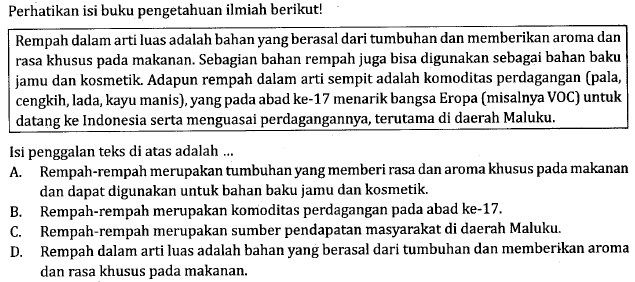 Perhatikan isi buku pengetahuan ilmiah berikut!
Rempah dalam arti luas adalah bahan yang berasal dari tumbuhan dan memberikan aroma dan
rasa khusus pada makanan. Sebagian bahan rempah juga bisa digunakan sebagai bahan baku
jamu dan kosmetik. Adapun rempah dalam arti sempit adalah komoditas perdagangan (pala,
cengkih, lada, kayu manis), yang pada abad ke-17 menarik bangsa Eropa (misalnya VOC) untuk
datang ke Indonesia serta menguasai perdagangannya, terutama di daerah Maluku.
Isi penggalan teks di atas adalah ...
A. Rempah-rempah merupakan tumbuhan yang memberi rasa dan aroma khusus pada makanan
dan dapat digunakan untuk bahan baku jamu dan kosmetik.
B. Rempah-rempah merupakan komoditas perdagangan pada abad ke-17.
C. Rempah-rempah merupakan sumber pendapatan masyarakat di daerah Maluku.
D. Rempah dalam arti luas adalah bahan yang berasal dari tumbuhan dan memberikan aroma
dan rasa khusus pada makanan.